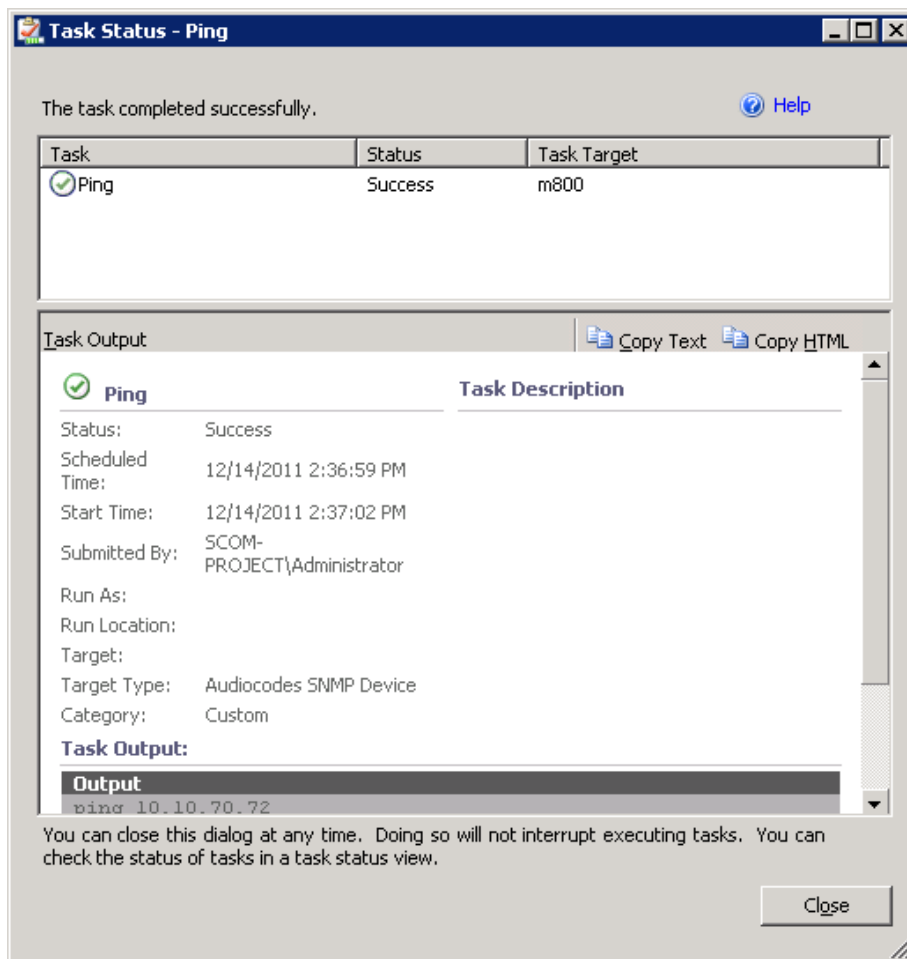 Task Status - Ping
The task completed successfully.
Help
Task Status Task Target
Ping Success m800
Task Output
Copy Text Copy HTML
Ping
Task Description
Status: Success
Scheduled Time: 12/14/2011 2:36:59 PM
Start Time: 12/14/2011 2:37:02 PM
Submitted By: SCOM-PROJECT\Administrator
Run As:
Run Location:
Target:
Target Type: Audiocodes SNMP Device
Category: Custom
Task Output:
Output
ping 10.10.70.72
You can close this dialog at any time. Doing so will not interrupt executing tasks. You can
check the status of tasks in a task status view.
Close